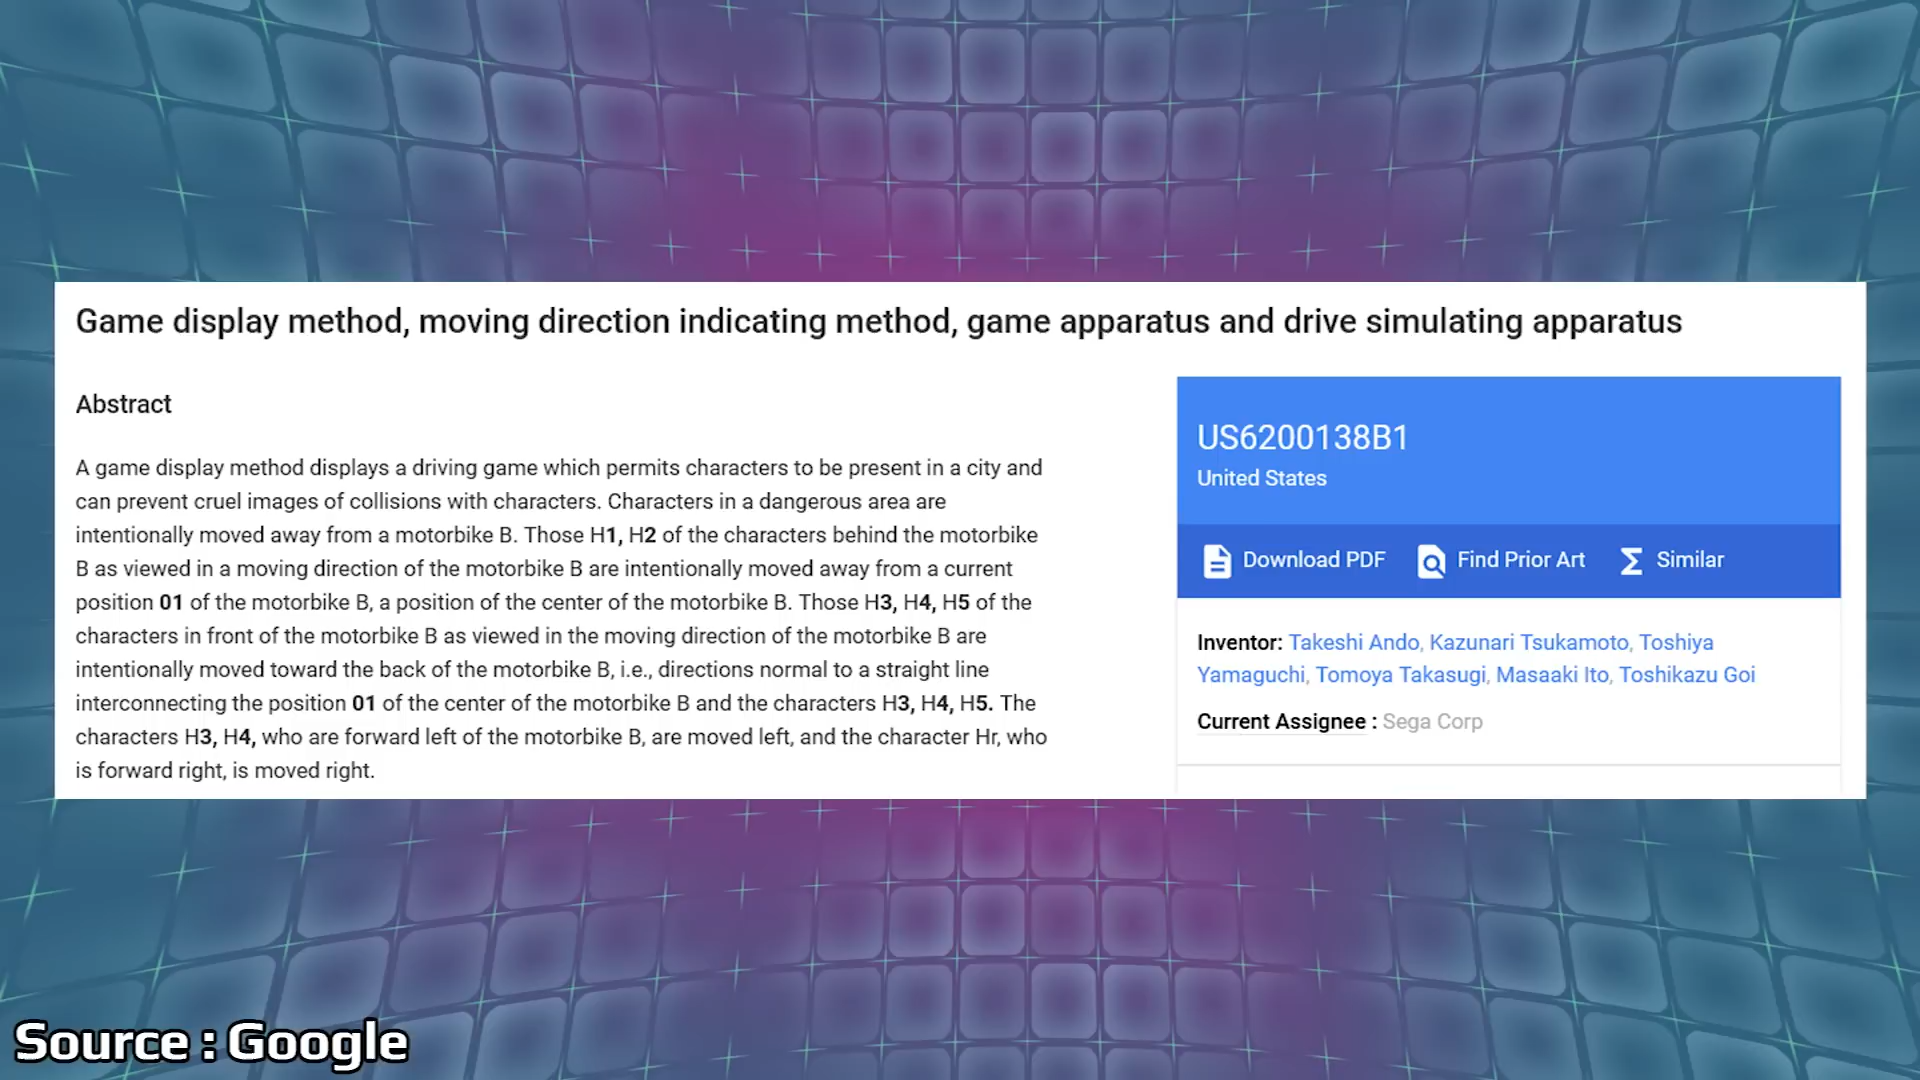 Game display method, moving direction indicating method, game apparatus and drive simulating apparatus
Abstract
A game display method displays a driving game which permits characters to be present in a city and
can prevent cruel images of collisions with characters. Characters in a dangerous area are
intentionally moved away from a motorbike B. Those H1, H2 of the characters behind the motorbike
B as viewed in a moving direction of the motorbike B are intentionally moved away from a current
position 01 of the motorbike B, a position of the center of the motorbike B. Those H3, H4, H5 of the
characters in front of the motorbike B as viewed in the moving direction of the motorbike B are
intentionally moved toward the back of the motorbike B, i.e., directions normal to a straight line
interconnecting the position 01 of the center of the motorbike B and the characters H3, H4, H5. The
characters H3, H4, who are forward left of the motorbike B, are moved left, and the character Hr, who
is forward right, is moved right.
US6200138B1
United States
Download PDF Find Prior Art Similar
Inventor: Takeshi Ando, Kazunari Tsukamoto, Toshiya
Yamaguchi, Tomoya Takasugi, Masaaki Ito, Toshikazu Goi
Current Assignee : Sega Corp
Source : Google